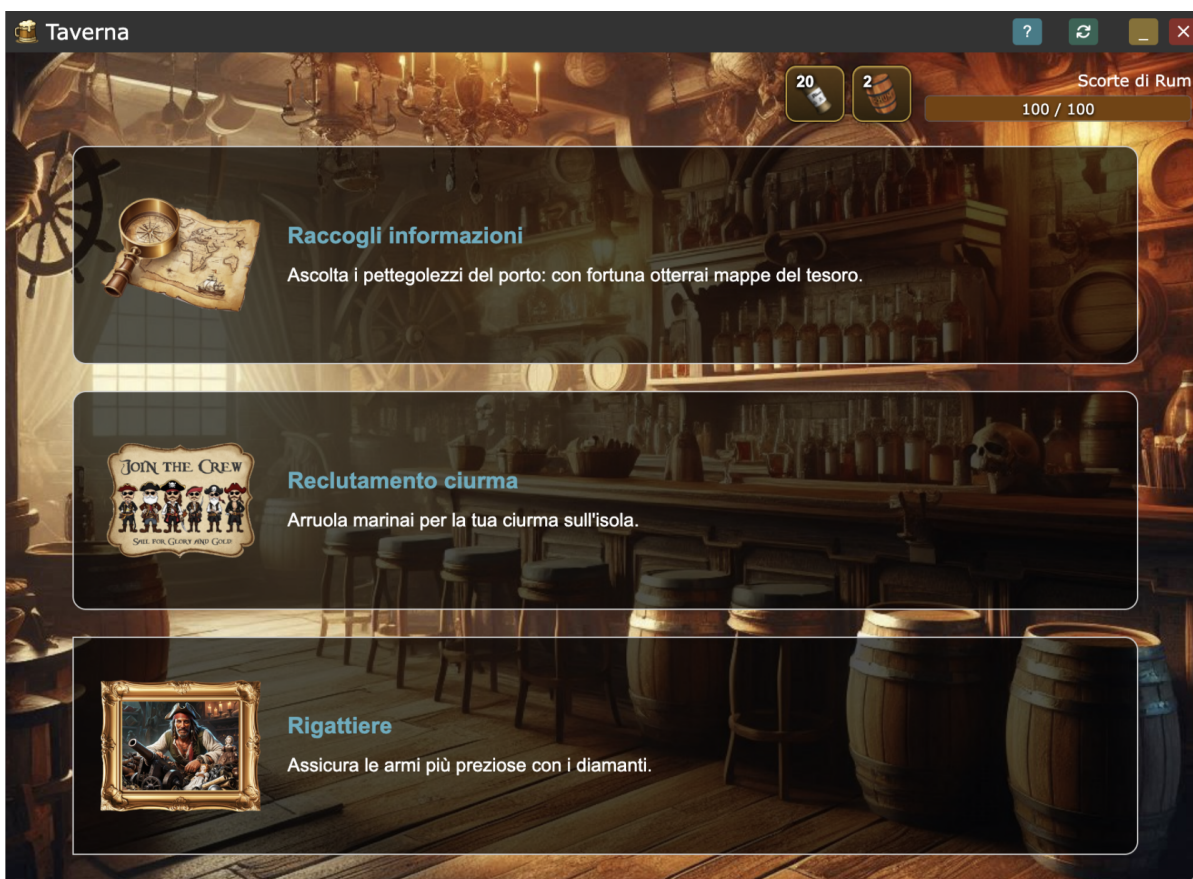 Taverna
?
_
20
2
Scorte di Rum
100 / 100
Raccogli informazioni
Ascolta i pettegolezzi del porto: con fortuna otterrai mappe del tesoro.
JOIN THE CREW
SAIL FOR GLORY AND GOLD
Reclutamento ciurma
Arruola marinai per la tua ciurma sull'isola.
Rigattiere
Assicura le armi più preziose con i diamanti.